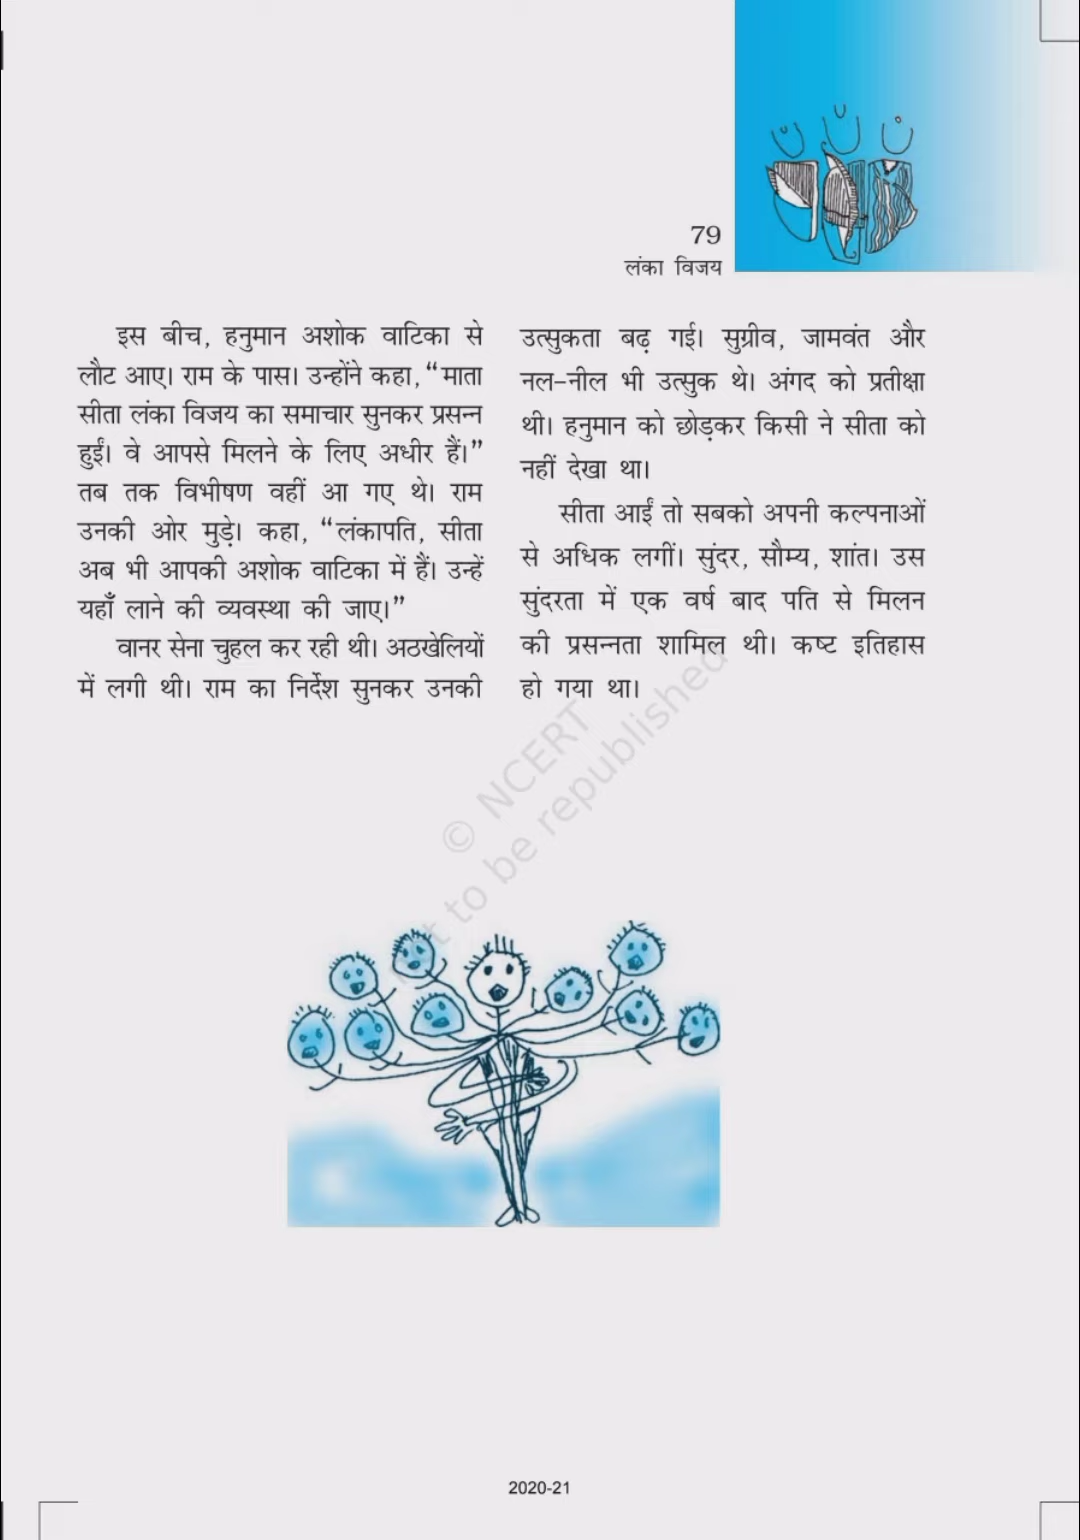 79
लंका विजय
इस बीच, हनुमान अशोक वाटिका से
लौट आए। राम के पास। उन्होंने कहा, “माता
सीता लंका विजय का समाचार सुनकर प्रसन्न
हुईं। वे आपसे मिलने के लिए अधीर हैं।”
तब तक विभीषण वहीं आ गए थे। राम
उनकी ओर मुड़े। कहा, “लंकापति, सीता
अब भी आपकी अशोक वाटिका में हैं। उन्हें
यहाँ लाने की व्यवस्था की जाए।”
वानर सेना चुहल कर रही थी। अठखेलियों
में लगी थी। राम का निर्देश सुनकर उनकी
उत्सुकता बढ़ गई। सुग्रीव, जामवंत और
नल-नील भी उत्सुक थे। अंगद को प्रतीक्षा
थी। हनुमान को छोड़कर किसी ने सीता को
नहीं देखा था।
सीता आईं तो सबको अपनी कल्पनाओं
से अधिक लगीं। सुंदर, सौम्य, शांत। उस
सुंदरता में एक वर्ष बाद पति से मिलन
की प्रसन्नता शामिल थी। कष्ट इतिहास
हो गया था।
© NCERT
not to be republished
2020-21